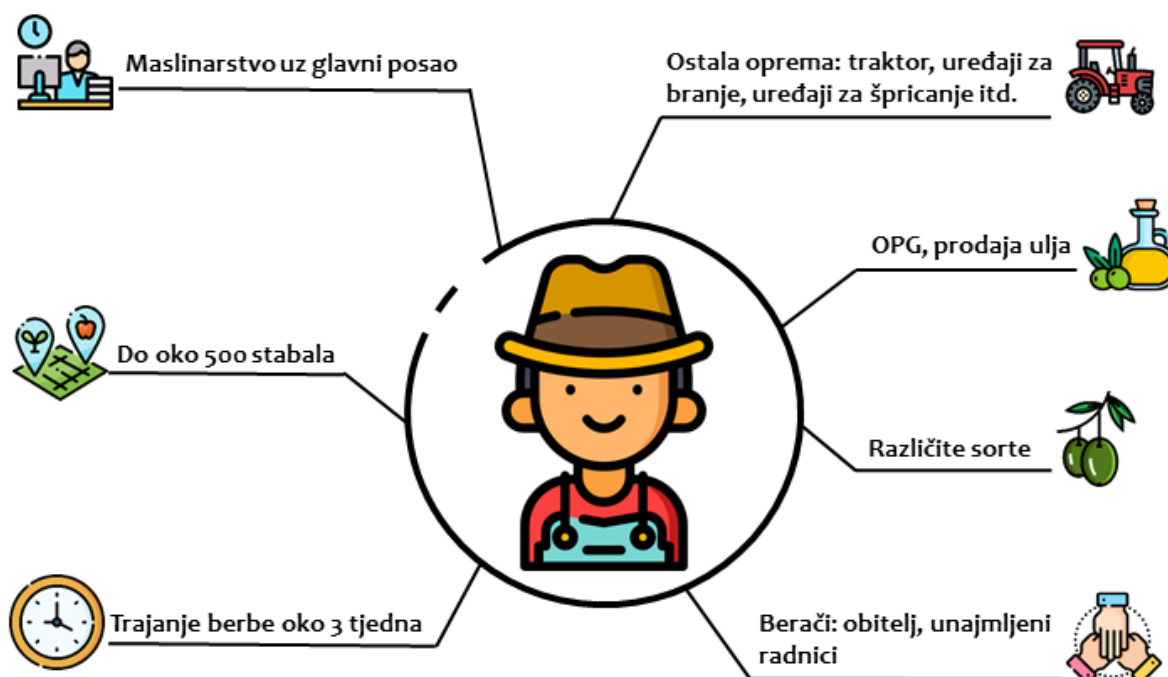 Maslinarstvo uz glavni posao
Ostala oprema: traktor, uređaji za
branje, uređaji za špricanje itd.
OPG, prodaja ulja
Do oko 500 stabala
Različite sorte
Trajanje berbe oko 3 tjedna
Berači: obitelj, unajmljeni
radnici